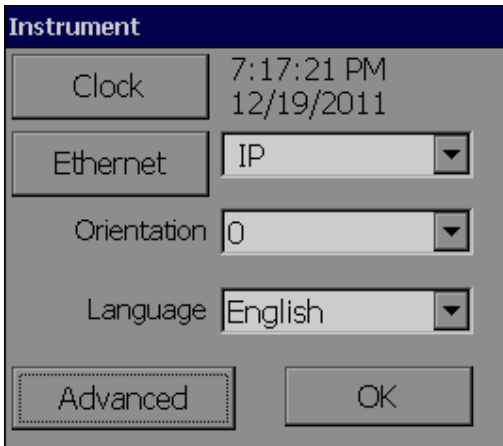 Instrument
Clock
7:17:21 PM
12/19/2011
Ethernet
IP
Orientation
0
Language
English
Advanced
OK